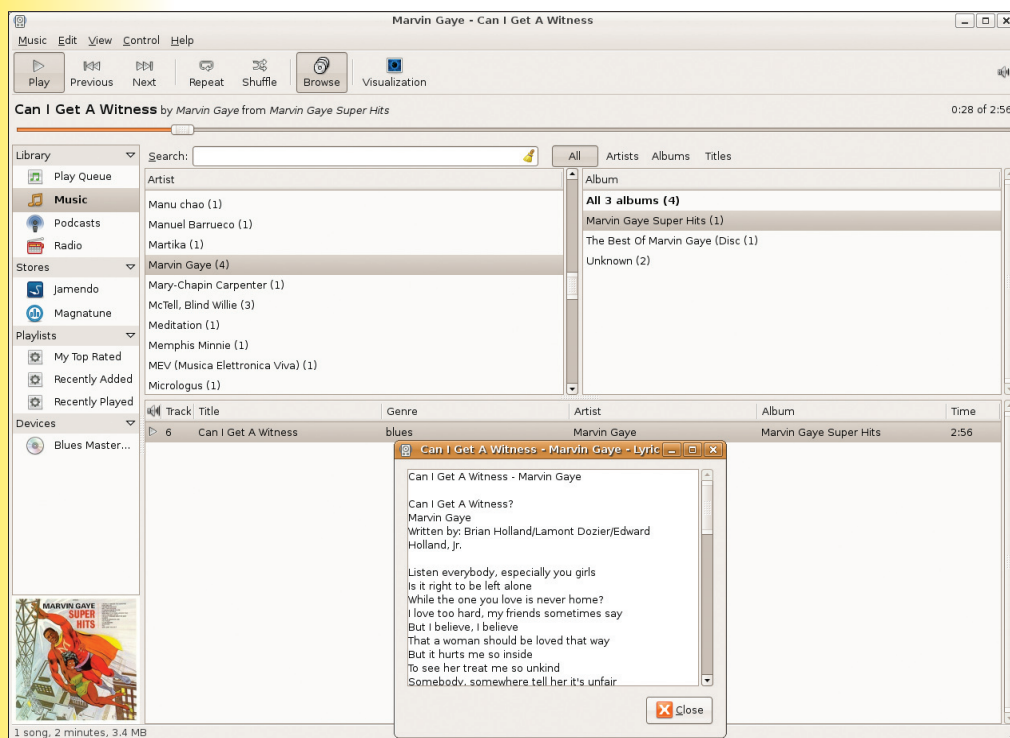 Marvin Gaye - Can I Get A Witness
Music Edit View Control Help
Play Previous Next Repeat Shuffle Browse Visualization
Can I Get A Witness by Marvin Gaye from Marvin Gaye Super Hits 0:28 of 2:56
Library
Play Queue
Music
Podcasts
Radio
Stores
Jamendo
Magnatune
Playlists
My Top Rated
Recently Added
Recently Played
Devices
Blues Master...
Search: All Artists Albums Titles
Artist
Manu chao (1)
Manuel Barrueco (1)
Martika (1)
Marvin Gaye (4)
Mary-Chapin Carpenter (1)
McTell, Blind Willie (3)
Meditation (1)
Memphis Minnie (1)
MEV (Musica Elettronica Viva) (1)
Micrologus (1)
Album
All 3 albums (4)
Marvin Gaye Super Hits (1)
The Best Of Marvin Gaye (Disc (1)
Unknown (2)
Track Title Genre Artist Album Time
6 Can I Get A Witness blues Marvin Gaye Marvin Gaye Super Hits 2:56
Can I Get A Witness - Marvin Gaye - Lyric
Can I Get A Witness - Marvin Gaye
Can I Get A Witness?
Marvin Gaye
Written by: Brian Holland/Lamont Dozier/Edward
Holland, Jr.
Listen everybody, especially you girls
Is it right to be left alone
While the one you love is never home?
I love too hard, my friends sometimes say
But I believe, I believe
That a woman should be loved that way
But it hurts me so inside
To see her treat me so unkind
Somebody, somewhere tell her it's unfair
Close
MARVIN GAYE
SUPER
HITS
1 song, 2 minutes, 3.4 MB